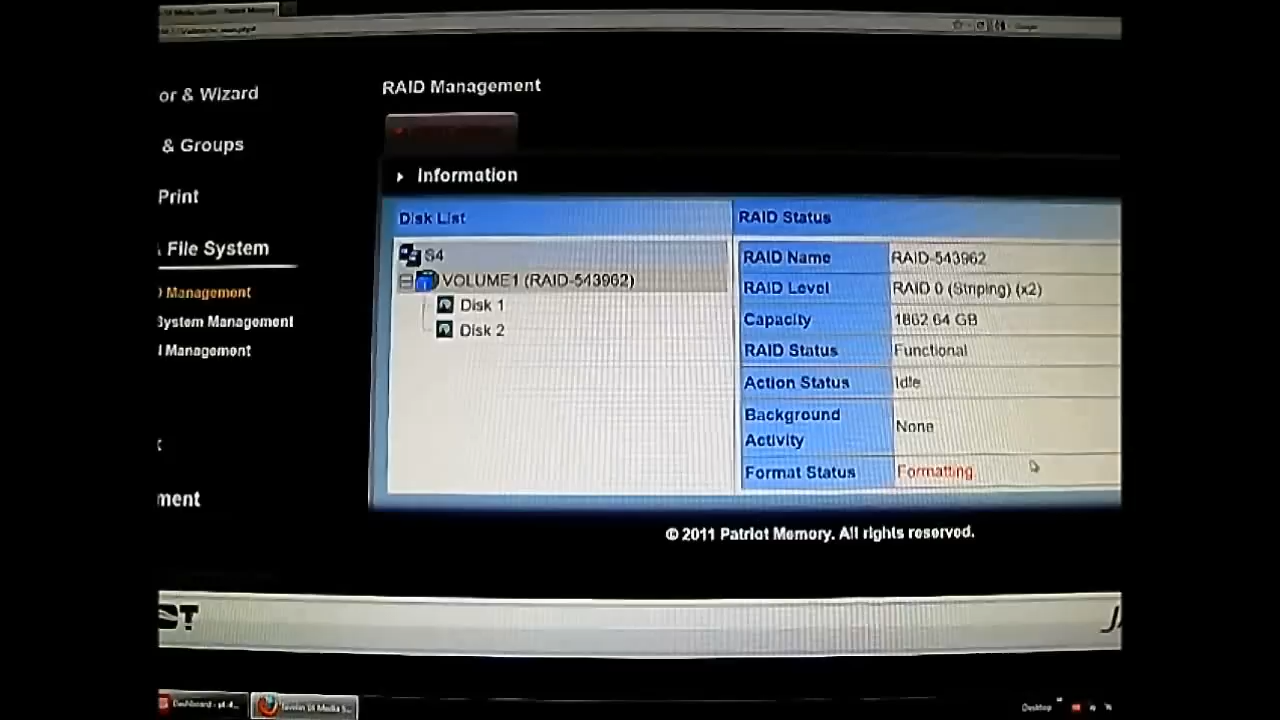 or & Wizard
& Groups
Print
File System
Management
System Management
Management
ment
RAID Management
Information
Disk List
S4
VOLUME1 (RAID-543962)
Disk 1
Disk 2
RAID Status
RAID Name RAID-543962
RAID Level RAID 0 (Striping) (x2)
Capacity 1862.64 GB
RAID Status Functional
Action Status Idle
Background Activity None
Format Status Formatting
© 2011 Patriot Memory. All rights reserved.
Desktop